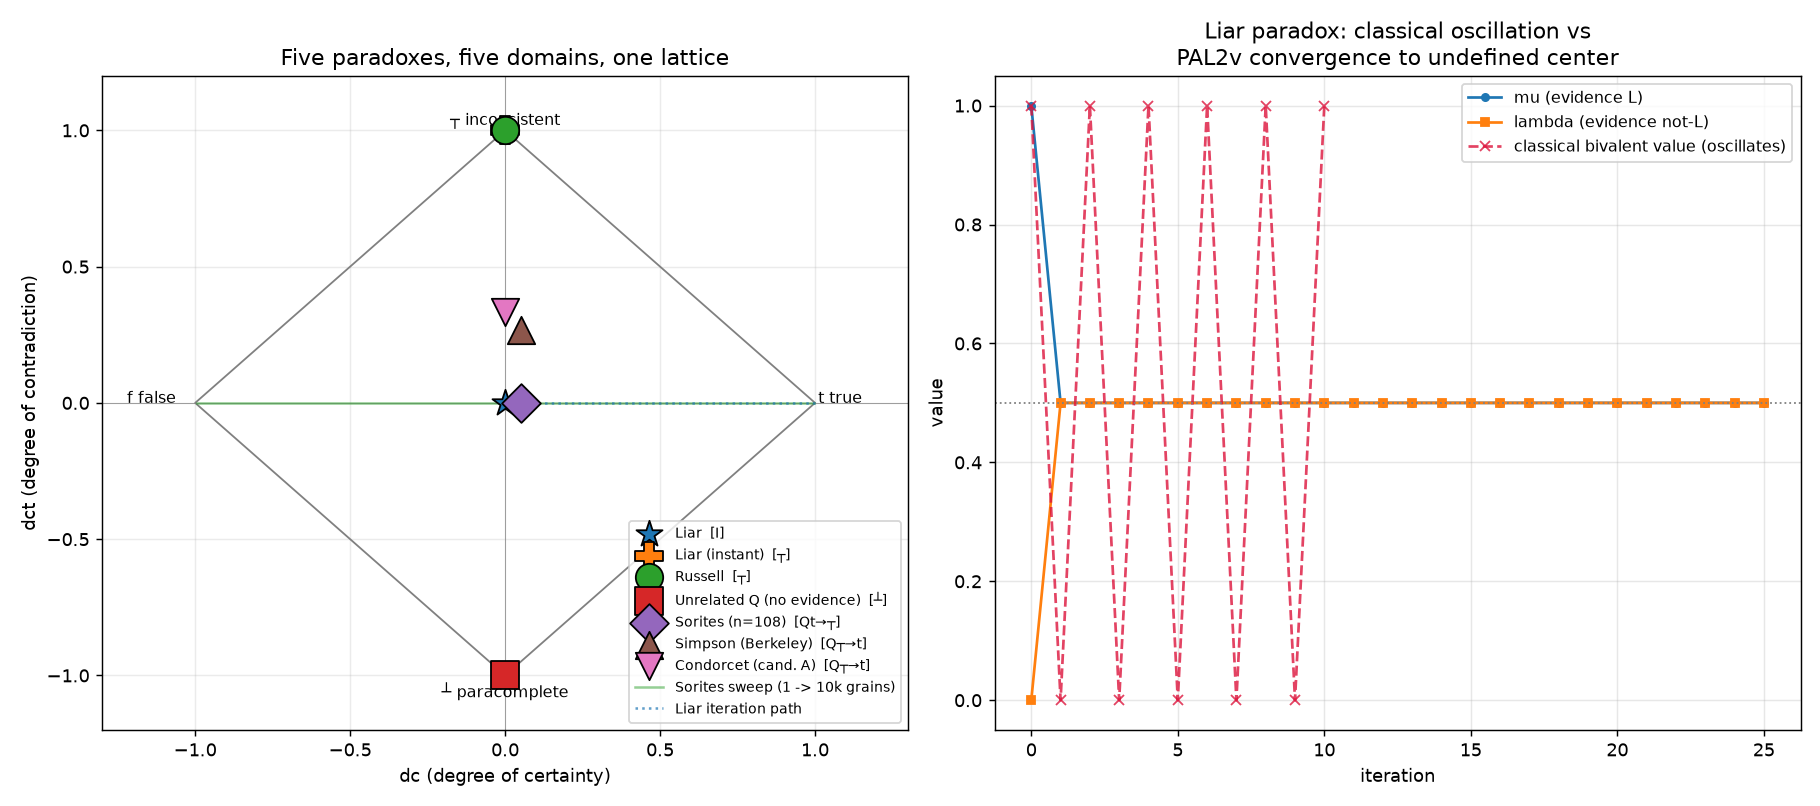 Five paradoxes, five domains, one lattice
dct (degree of contradiction)
1.0
0.5
0.0
−0.5
−1.0
┬ inconsistent
f false
t true
┴ paracomplete
Liar [I]
Liar (instant) [┬]
Russell [┬]
Unrelated Q (no evidence) [┴]
Sorites (n=108) [Qt→┬]
Simpson (Berkeley) [Q┬→t]
Condorcet (cand. A) [Q┬→t]
Sorites sweep (1 -> 10k grains)
Liar iteration path
−1.0 −0.5 0.0 0.5 1.0
dc (degree of certainty)
Liar paradox: classical oscillation vs
PAL2v convergence to undefined center
value
1.0
0.8
0.6
0.4
0.2
0.0
mu (evidence L)
lambda (evidence not-L)
classical bivalent value (oscillates)
0 5 10 15 20 25
iteration